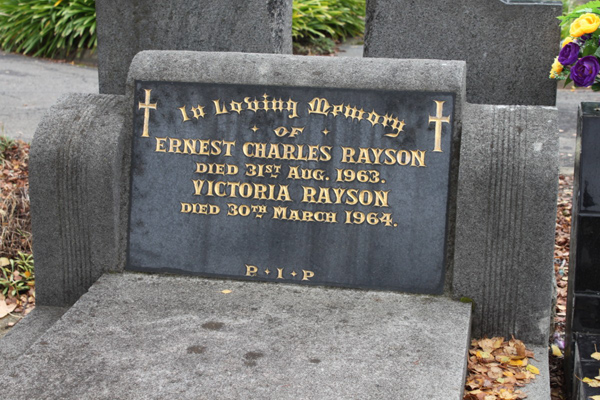 In Loving Memory
· OF ·
ERNEST CHARLES RAYSON
DIED 31ST AUG. 1963.
VICTORIA RAYSON
DIED 30TH MARCH 1964.
P · I · P